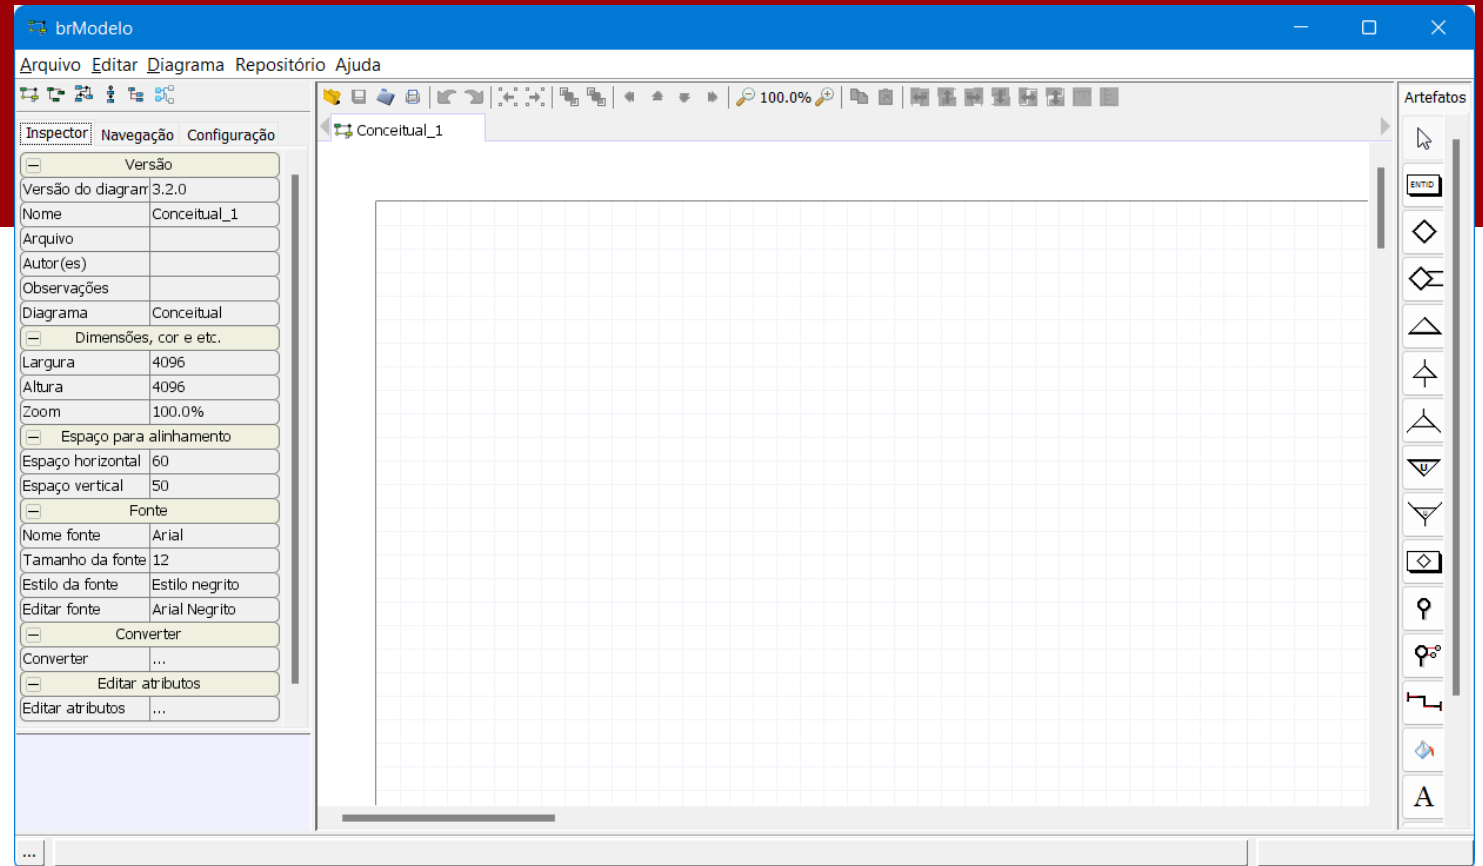 brModelo
Arquivo Editar Diagrama Repositório Ajuda
100.0%
Artefatos
Inspector Navegação Configuração
Conceitual_1
Versão
Versão do diagram 3.2.0
Nome Conceitual_1
Arquivo
Autor(es)
Observações
Diagrama Conceitual
Dimensões, cor e etc.
Largura 4096
Altura 4096
Zoom 100.0%
Espaço para alinhamento
Espaço horizontal 60
Espaço vertical 50
Fonte
Nome fonte Arial
Tamanho da fonte 12
Estilo da fonte Estilo negrito
Editar fonte Arial Negrito
Converter
Converter ...
Editar atributos
Editar atributos ...
ENTID
U
U
A
...